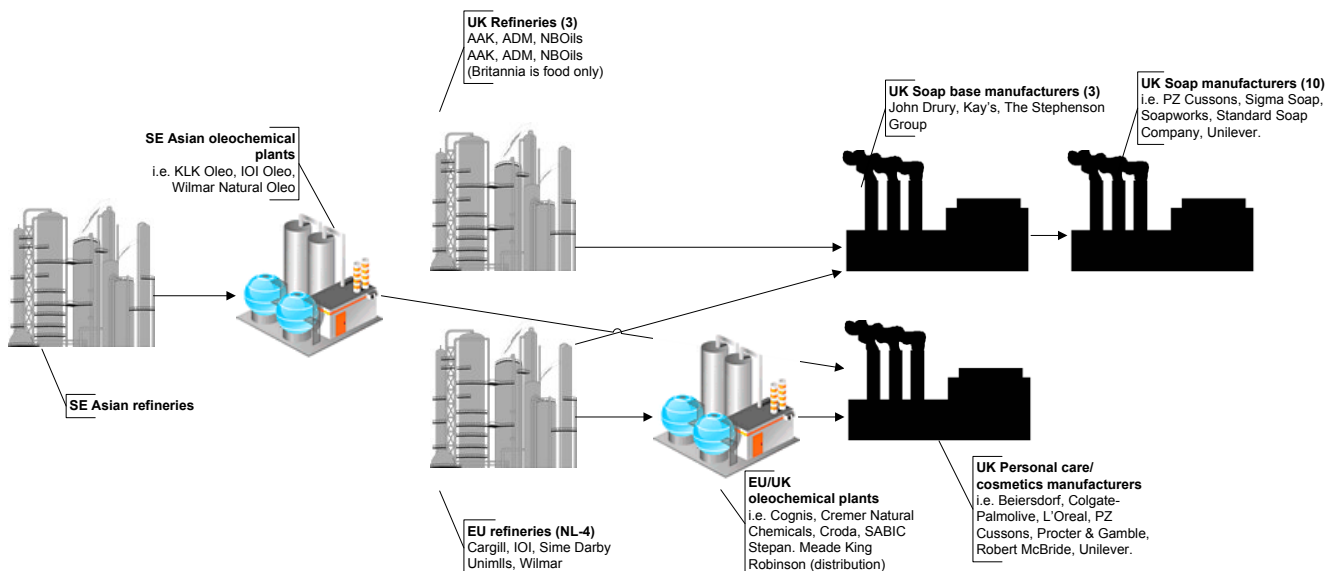 UK Refineries (3)
AAK, ADM, NBOils
AAK, ADM, NBOils
(Britannia is food only)
UK Soap base manufacturers (3)
John Drury, Kay's, The Stephenson
Group
UK Soap manufacturers (10)
i.e. PZ Cussons, Sigma Soap,
Soapworks, Standard Soap
Company, Unilever.
SE Asian oleochemical
plants
i.e. KLK Oleo, IOI Oleo,
Wilmar Natural Oleo
SE Asian refineries
EU refineries (NL-4)
Cargill, IOI, Sime Darby
Unimlls, Wilmar
EU/UK
oleochemical plants
i.e. Cognis, Cremer Natural
Chemicals, Croda, SABIC
Stepan. Meade King
Robinson (distribution)
UK Personal care/
cosmetics manufacturers
i.e. Beiersdorf, Colgate-
Palmolive, L'Oreal, PZ
Cussons, Procter & Gamble,
Robert McBride, Unilever.